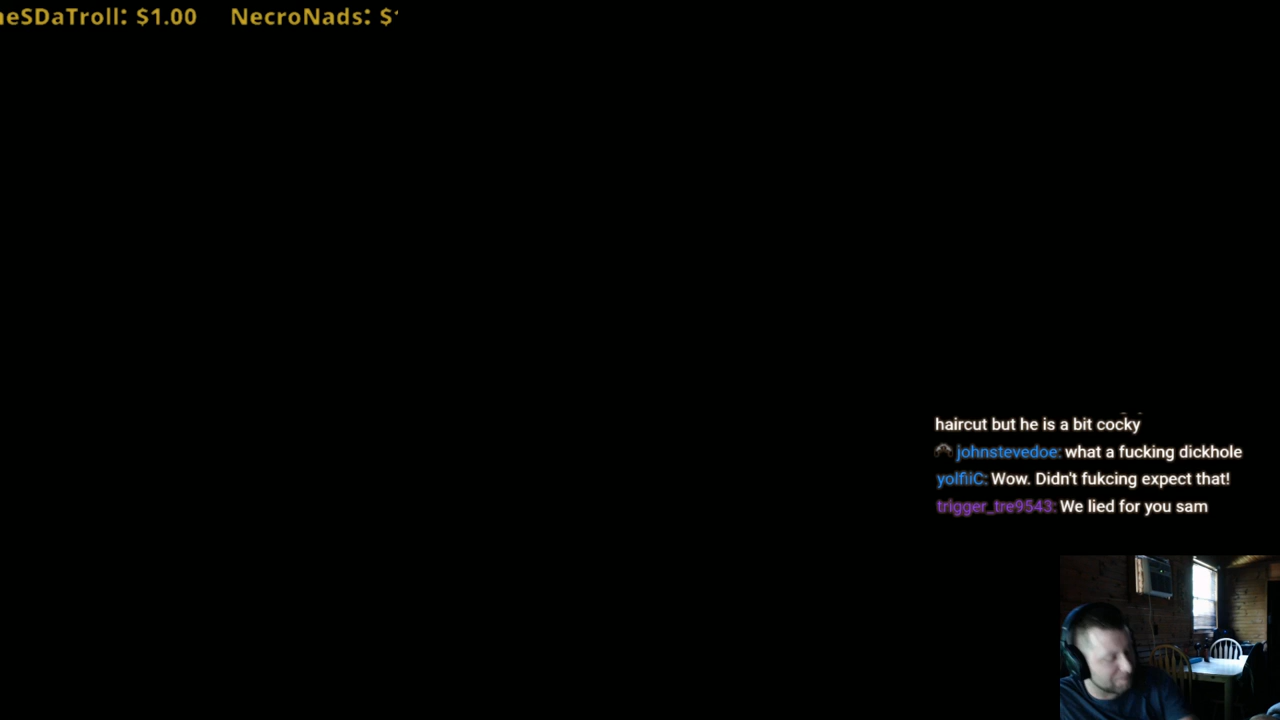 neSDaTroll: $1.00 NecroNads: $
haircut but he is a bit cocky
johnstevedoe: what a fucking dickhole
yolfiiC: Wow. Didn't fukcing expect that!
trigger_tre9543: We lied for you sam